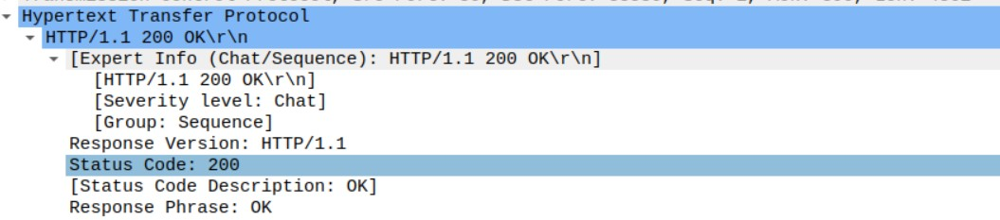 Hypertext Transfer Protocol
HTTP/1.1 200 OK\r\n
[Expert Info (Chat/Sequence): HTTP/1.1 200 OK\r\n]
[HTTP/1.1 200 OK\r\n]
[Severity level: Chat]
[Group: Sequence]
Response Version: HTTP/1.1
Status Code: 200
[Status Code Description: OK]
Response Phrase: OK